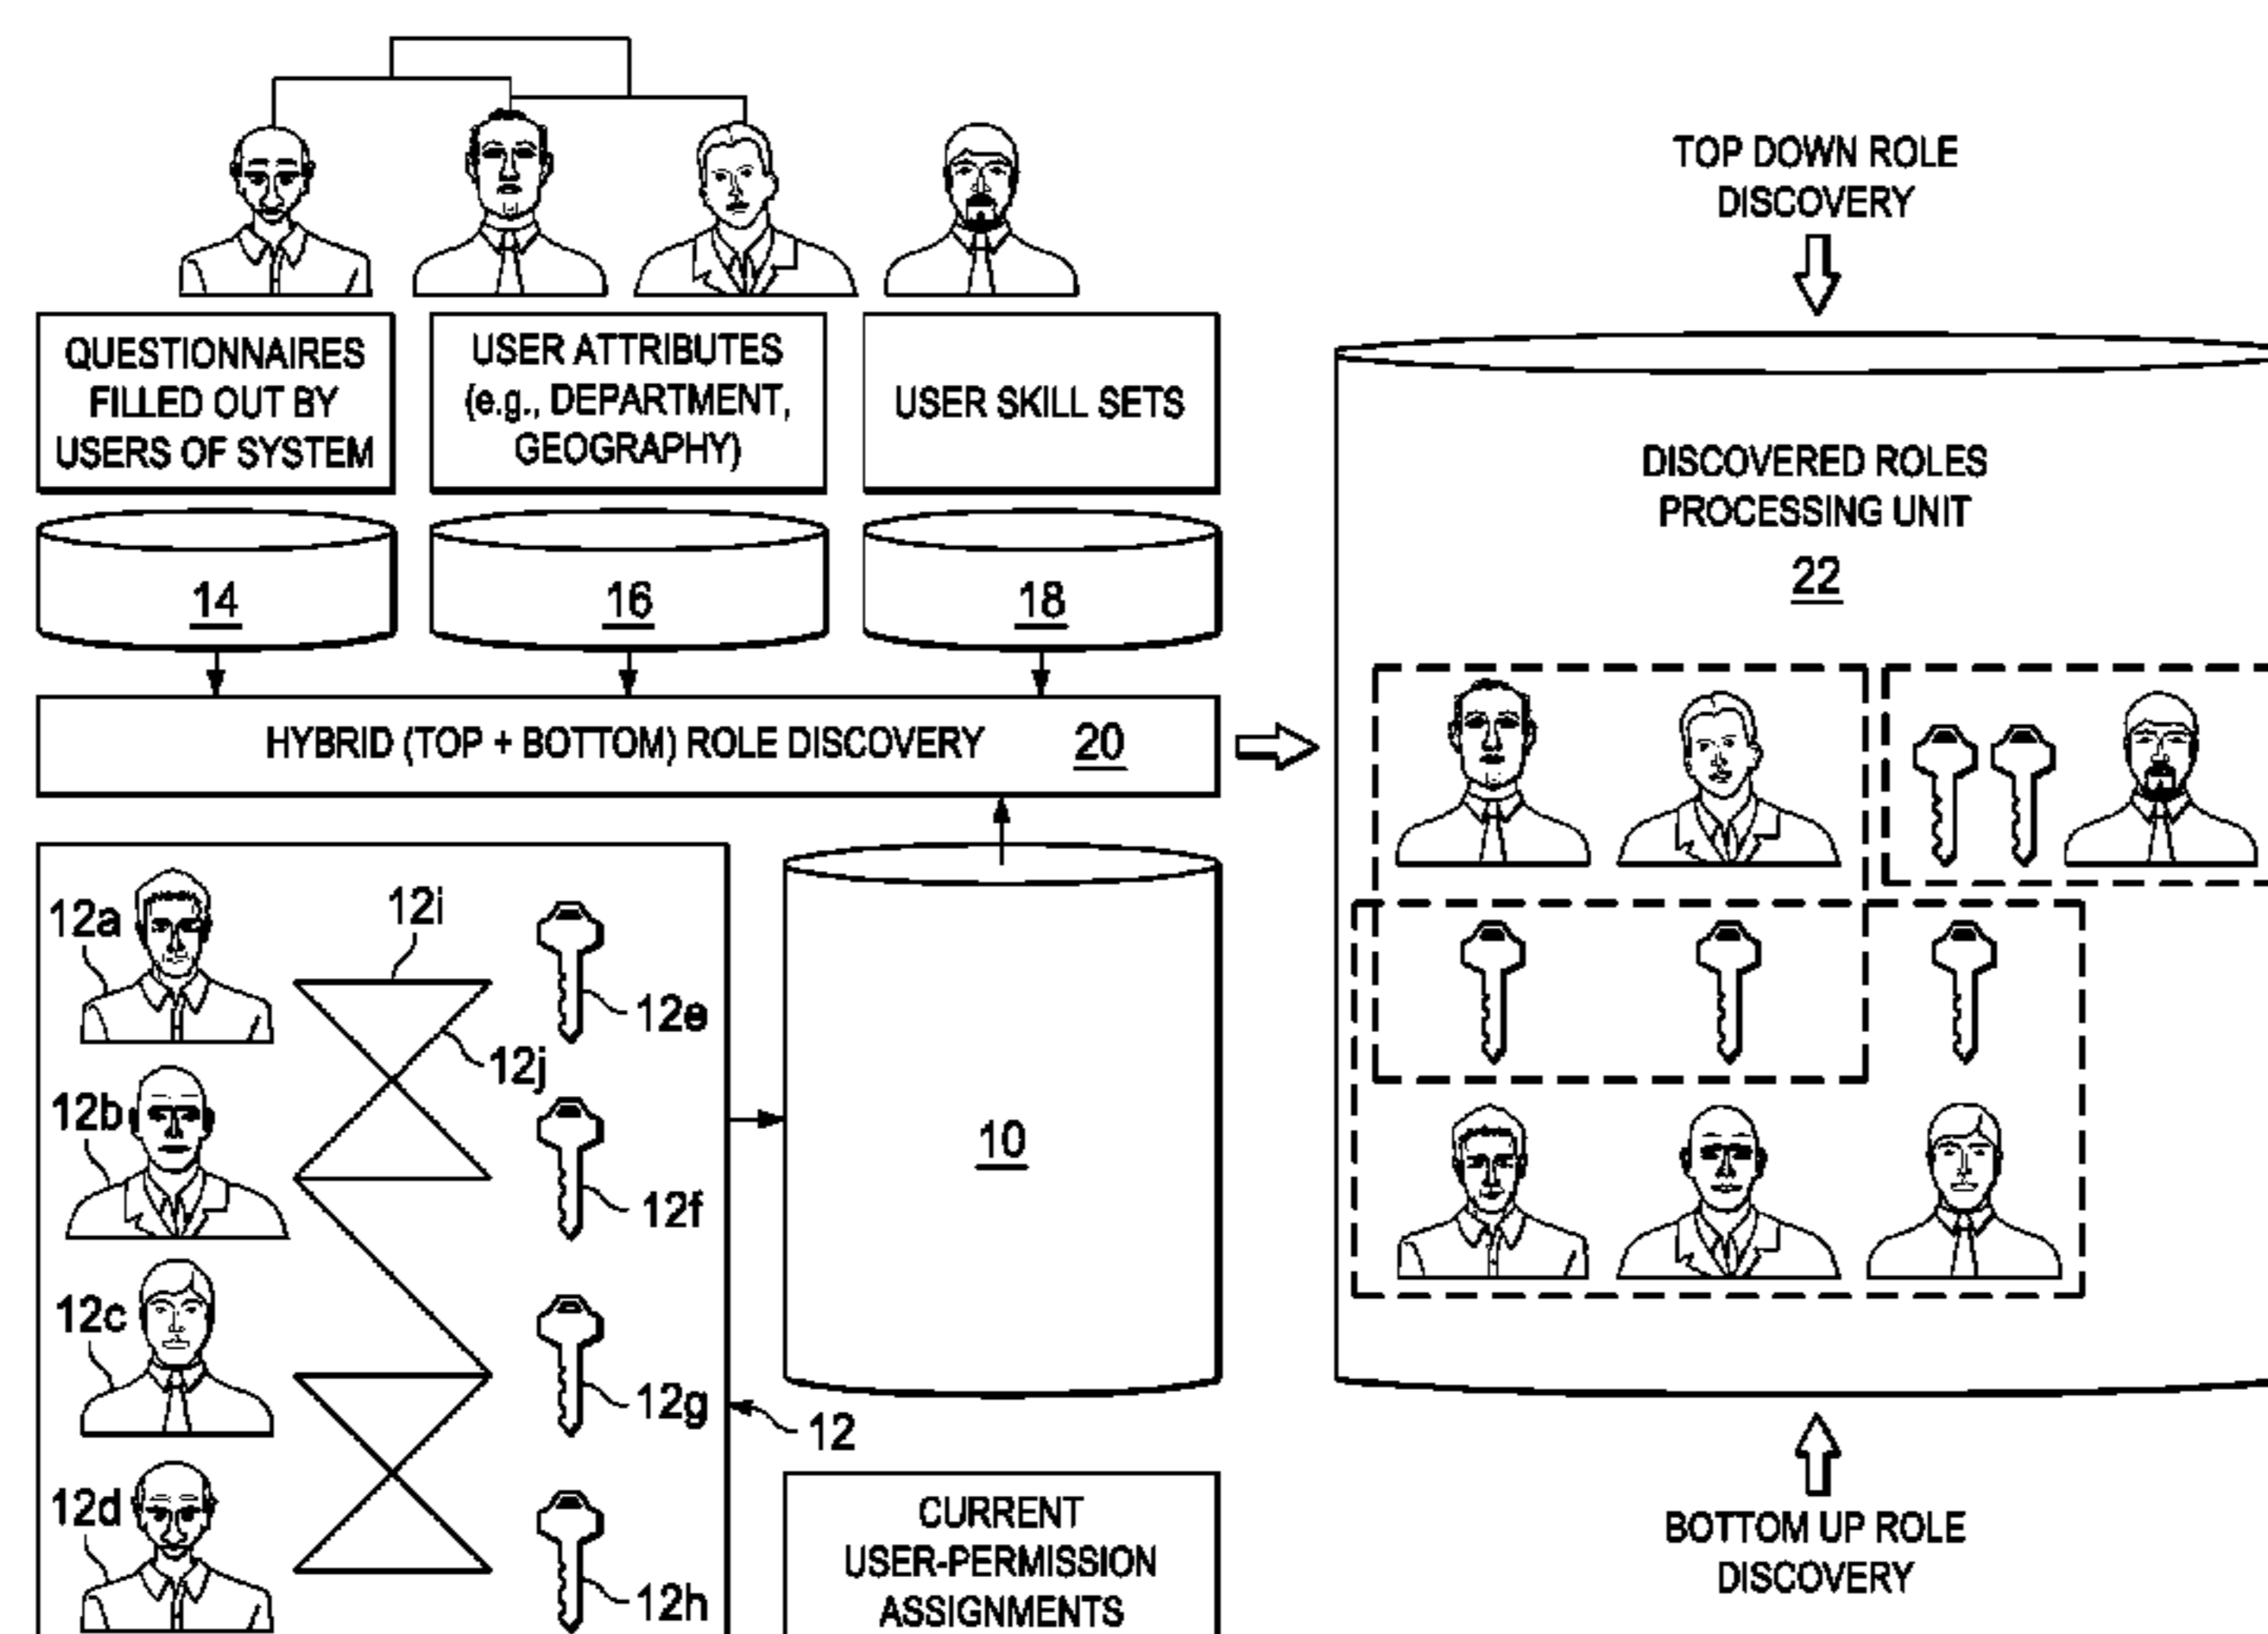 QUESTIONNAIRES
FILLED OUT BY
USERS OF SYSTEM
USER ATTRIBUTES
(e.g., DEPARTMENT,
GEOGRAPHY)
USER SKILL SETS
14
16
18
HYBRID (TOP + BOTTOM) ROLE DISCOVERY 20
12a
12b
12c
12d
12i
12j
12e
12f
12g
12h
12
10
CURRENT
USER-PERMISSION
ASSIGNMENTS
TOP DOWN ROLE
DISCOVERY
DISCOVERED ROLES
PROCESSING UNIT
22
BOTTOM UP ROLE
DISCOVERY